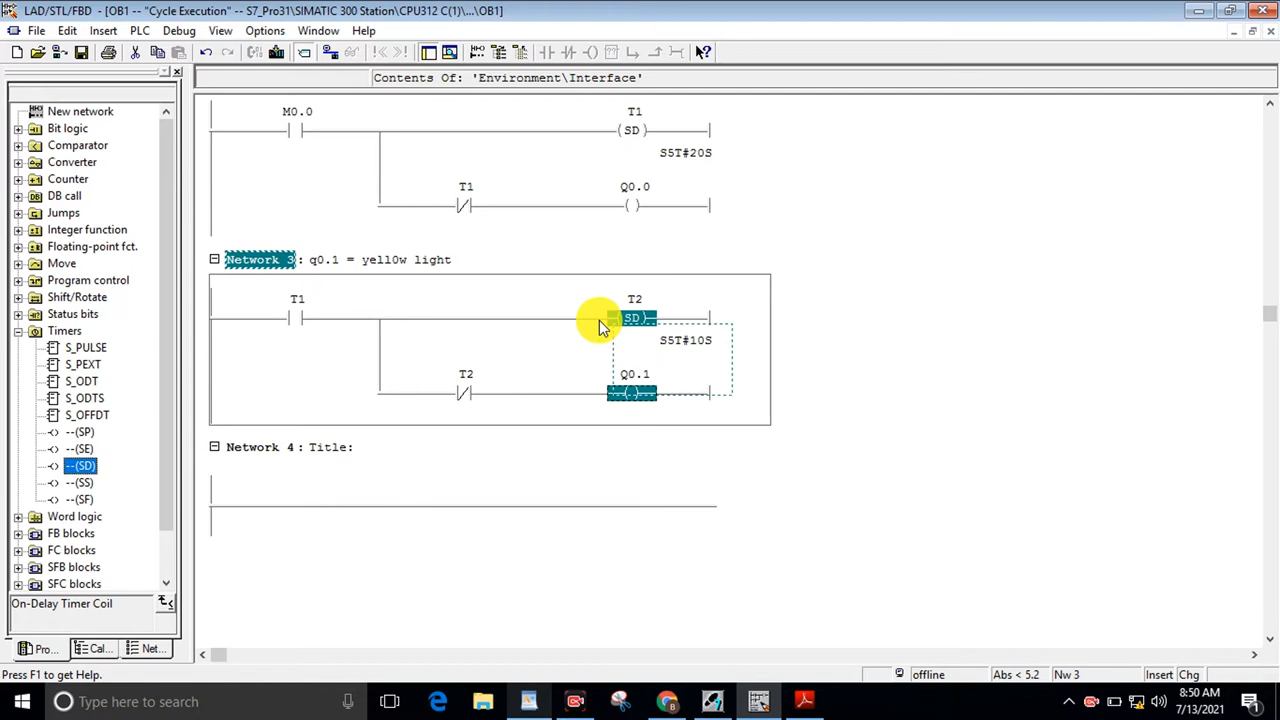 LAD/STL/FBD - [OB1 -- "Cycle Execution" -- S7_Pro31\SIMATIC 300 Station\CPU312 C(1)\...\OB1]
File Edit Insert PLC Debug View Options Window Help
Contents Of: 'Environment\Interface'
New network
Bit logic
Comparator
Converter
Counter
DB call
Jumps
Integer function
Floating-point fct.
Move
Program control
Shift/Rotate
Status bits
Timers
S_PULSE
S_PEXT
S_ODT
S_ODTS
S_OFFDT
--(SP)
--(SE)
--(SD)
--(SS)
--(SF)
Word logic
FB blocks
FC blocks
SFB blocks
SFC blocks
On-Delay Timer Coil
Pro... Cal... Net...
M0.0 T1
(SD)
S5T#20S
T1 Q0.0
( )
Network 3: q0.1 = yell0w light
T1 T2
(SD)
S5T#10S
T2 Q0.1
( )
Network 4: Title:
Press F1 to get Help.
offline Abs < 5.2 Nw 3 Insert Chg
Type here to search
8:50 AM
7/13/2021
1